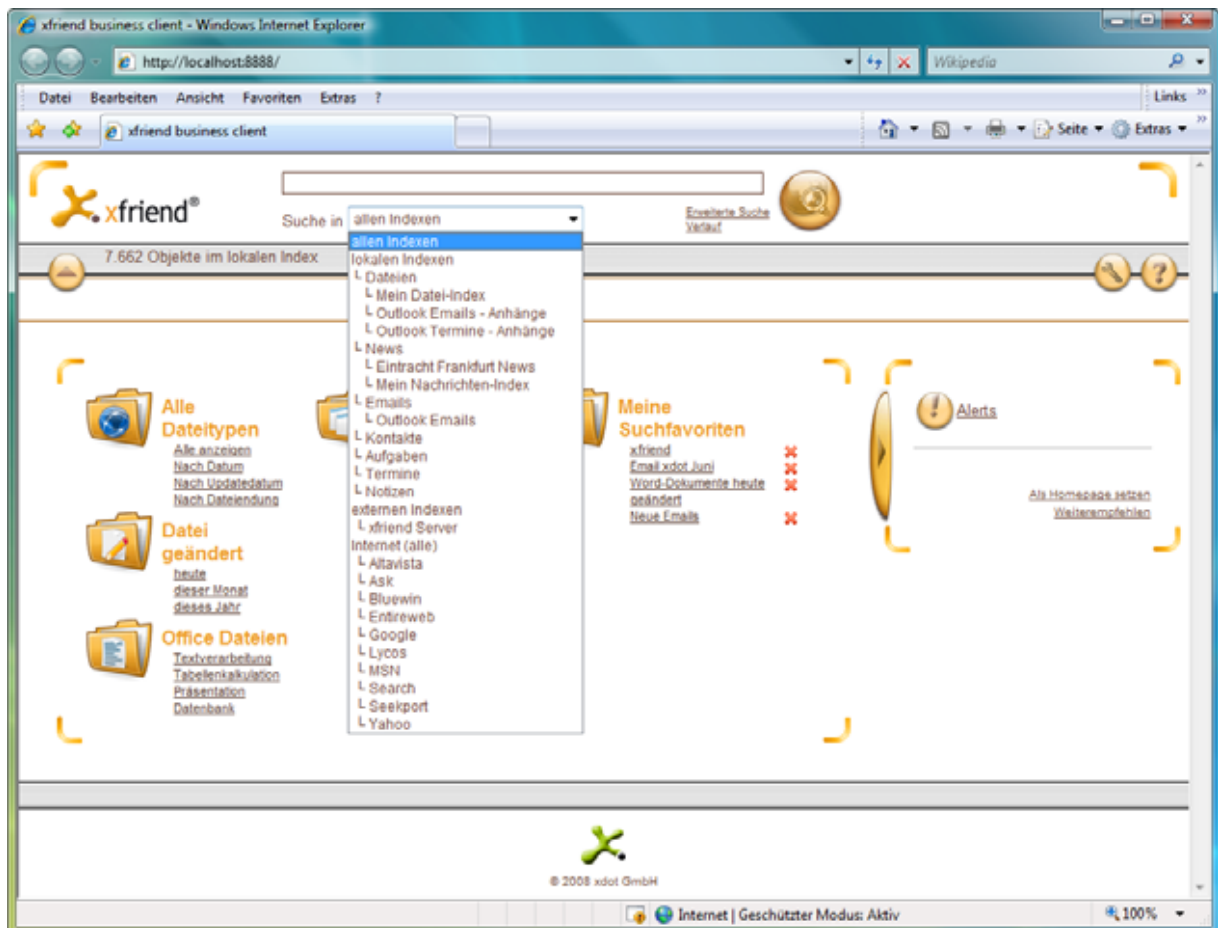 xfriend business client - Windows Internet Explorer
http://localhost:8888/
Wikipedia
Datei Bearbeiten Ansicht Favoriten Extras ?
Links »
xfriend business client
Seite Extras »
xfriend®
Suche in allen Indexen
Erweiterte Suche
Verlauf
7.662 Objekte im lokalen Index
allen Indexen
lokalen Indexen
Dateien
Mein Datei-Index
Outlook Emails - Anhänge
Outlook Termine - Anhänge
News
Eintracht Frankfurt News
Mein Nachrichten-Index
Emails
Outlook Emails
Kontakte
Aufgaben
Termine
Notizen
externen Indexen
xfriend Server
Internet (alle)
Altavista
Ask
Bluewin
Entireweb
Google
Lycos
MSN
Search
Seekport
Yahoo
Alle
Dateitypen
Alle anzeigen
Nach Datum
Nach Updatedatum
Nach Dateiendung
Datei
geändert
heute
dieser Monat
dieses Jahr
Office Dateien
Textverarbeitung
Tabellenkalkulation
Präsentation
Datenbank
Meine
Suchfavoriten
xfriend
Email xdot Juni
Word-Dokumente heute
geändert
Neue Emails
Alerts
Als Homepage setzen
Weiterempfehlen
© 2008 xdot GmbH
Internet | Geschützter Modus: Aktiv
100%